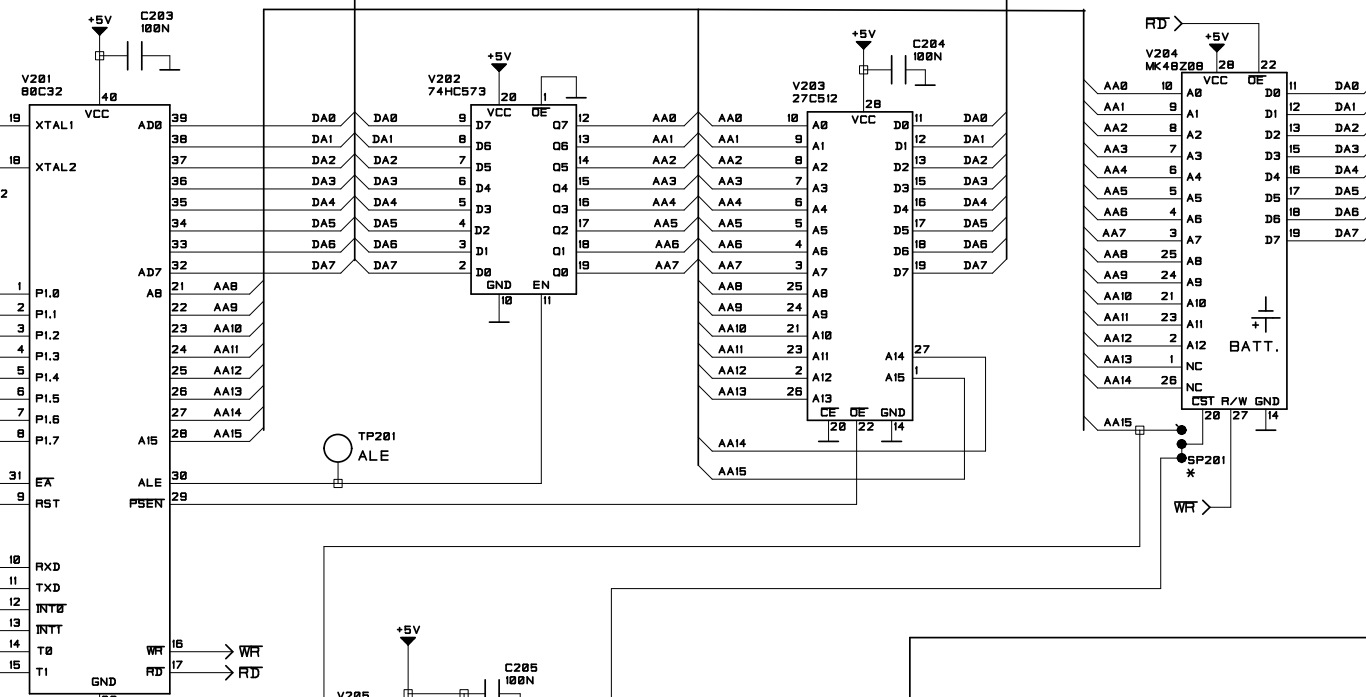 +5V C203
100N
V201
80C32
40
VCC
19 XTAL1 AD0 39
38
18 XTAL2 37
2
36
35
34
33
AD7 32
1 P1.0 A8 21 AA8
2 P1.1 22 AA9
3 P1.2 23 AA10
4 P1.3 24 AA11
5 P1.4 25 AA12
6 P1.5 26 AA13
7 P1.6 27 AA14
8 P1.7 A15 28 AA15
31 EA ALE 30
9 RST PSEN 29
10 RXD
11 TXD
12 INT0
13 INT1
14 T0 WR 16 WR
15 T1 RD 17 RD
GND
TP201
ALE
+5V
V202
74HC573
20 1
VCC OE
DA0 DA0 9 D7 Q7 12 AA0
DA1 DA1 8 D6 Q6 13 AA1
DA2 DA2 7 D5 Q5 14 AA2
DA3 DA3 6 D4 Q4 15 AA3
DA4 DA4 5 D3 Q3 16 AA4
DA5 DA5 4 D2 Q2 17 AA5
DA6 DA6 3 D1 Q1 18 AA6
DA7 DA7 2 D0 Q0 19 AA7
GND EN
10 11
+5V C204
100N
V203
27C512
28
VCC
AA0 10 A0 D0 11 DA0
AA1 9 A1 D1 12 DA1
AA2 8 A2 D2 13 DA2
AA3 7 A3 D3 15 DA3
AA4 6 A4 D4 16 DA4
AA5 5 A5 D5 17 DA5
AA6 4 A6 D6 18 DA6
AA7 3 A7 D7 19 DA7
AA8 25 A8
AA9 24 A9
AA10 21 A10
AA11 23 A11 A14 27
AA12 2 A12 A15 1
AA13 26 A13
CE OE GND
20 22 14
AA14
AA15
RD
+5V
V204
MK48Z08
28 22
VCC OE
AA0 10 A0 D0 11 DA0
AA1 9 A1 D1 12 DA1
AA2 8 A2 D2 13 DA2
AA3 7 A3 D3 15 DA3
AA4 6 A4 D4 16 DA4
AA5 5 A5 D5 17 DA5
AA6 4 A6 D6 18 DA6
AA7 3 A7 D7 19 DA7
AA8 25 A8
AA9 24 A9
AA10 21 A10
AA11 23 A11 +
AA12 2 A12 BATT.
AA13 1 NC
AA14 26 NC
CST R/W GND
20 27 14
AA15
SP201
*
WR
+5V
C205
100N
V205